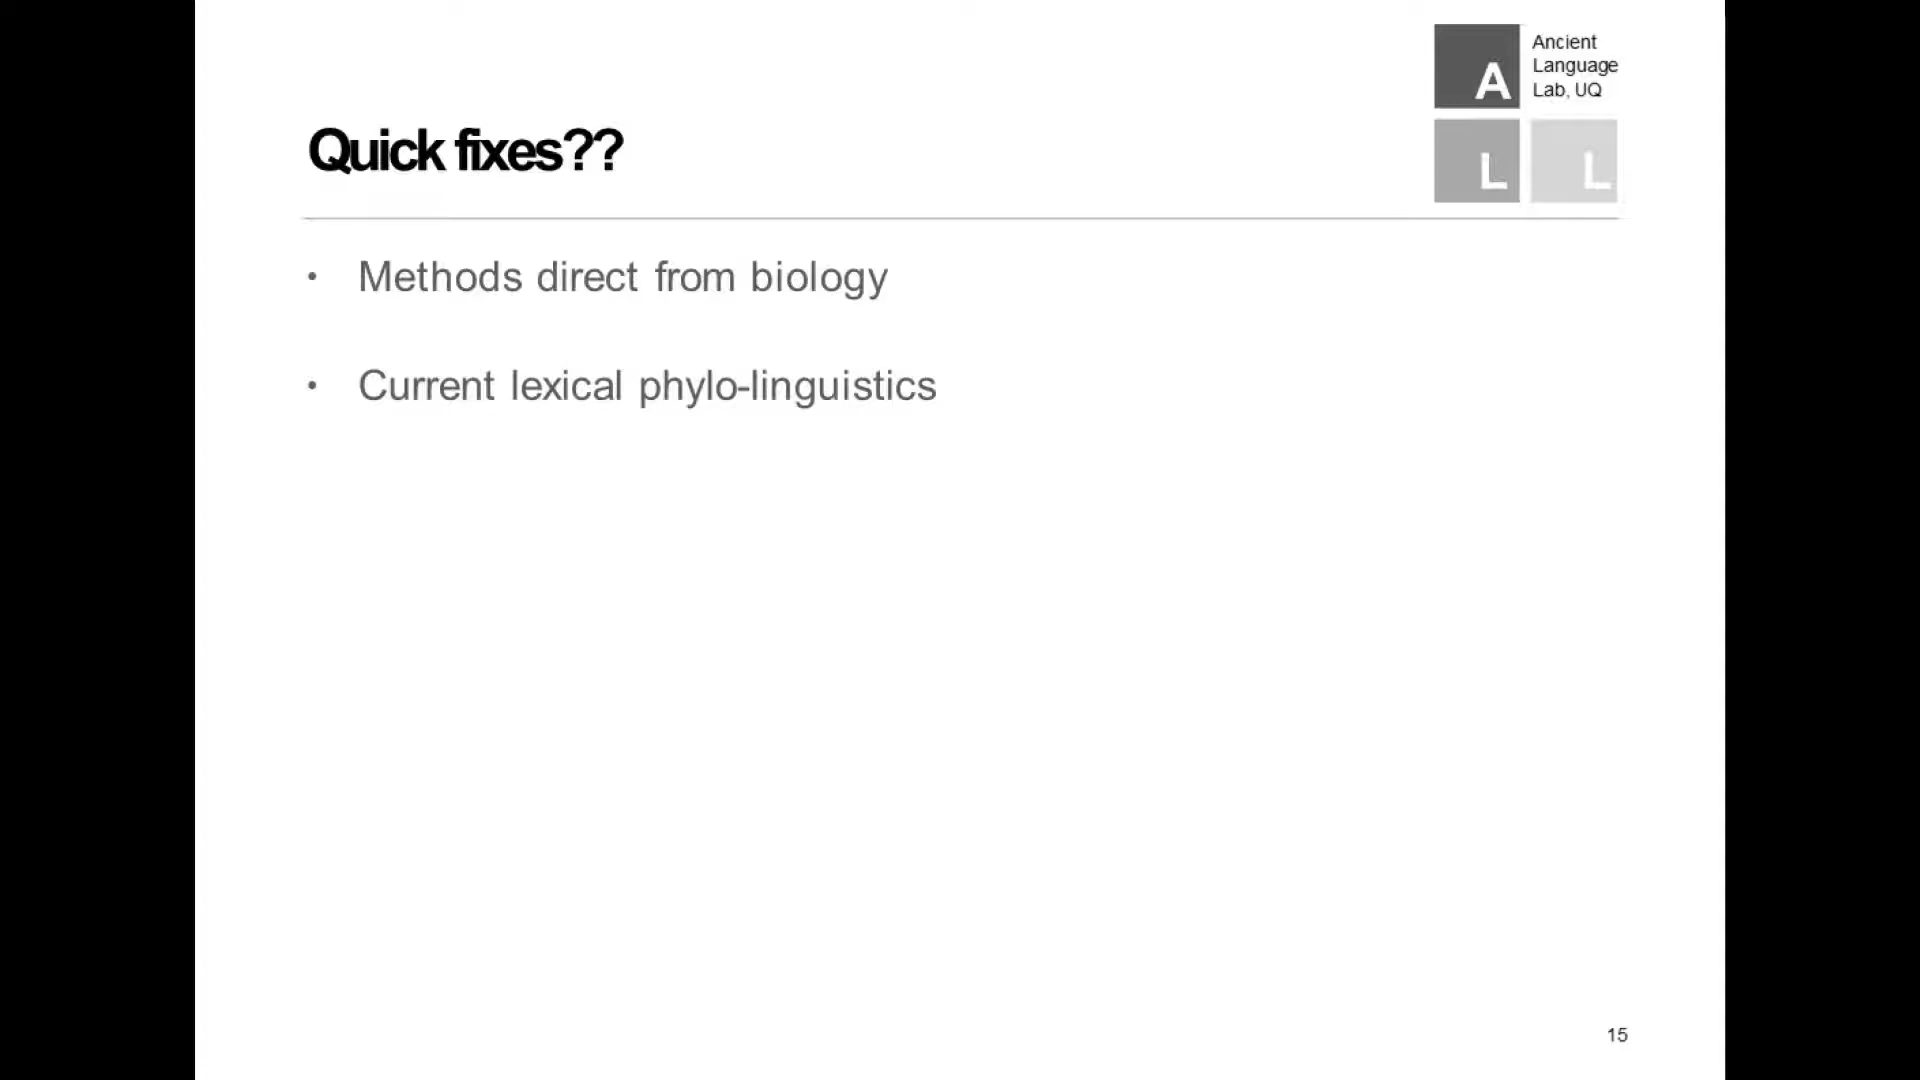 Ancient
Language
Lab, UQ
A
L L
Quick fixes??
• Methods direct from biology
• Current lexical phylo-linguistics
15